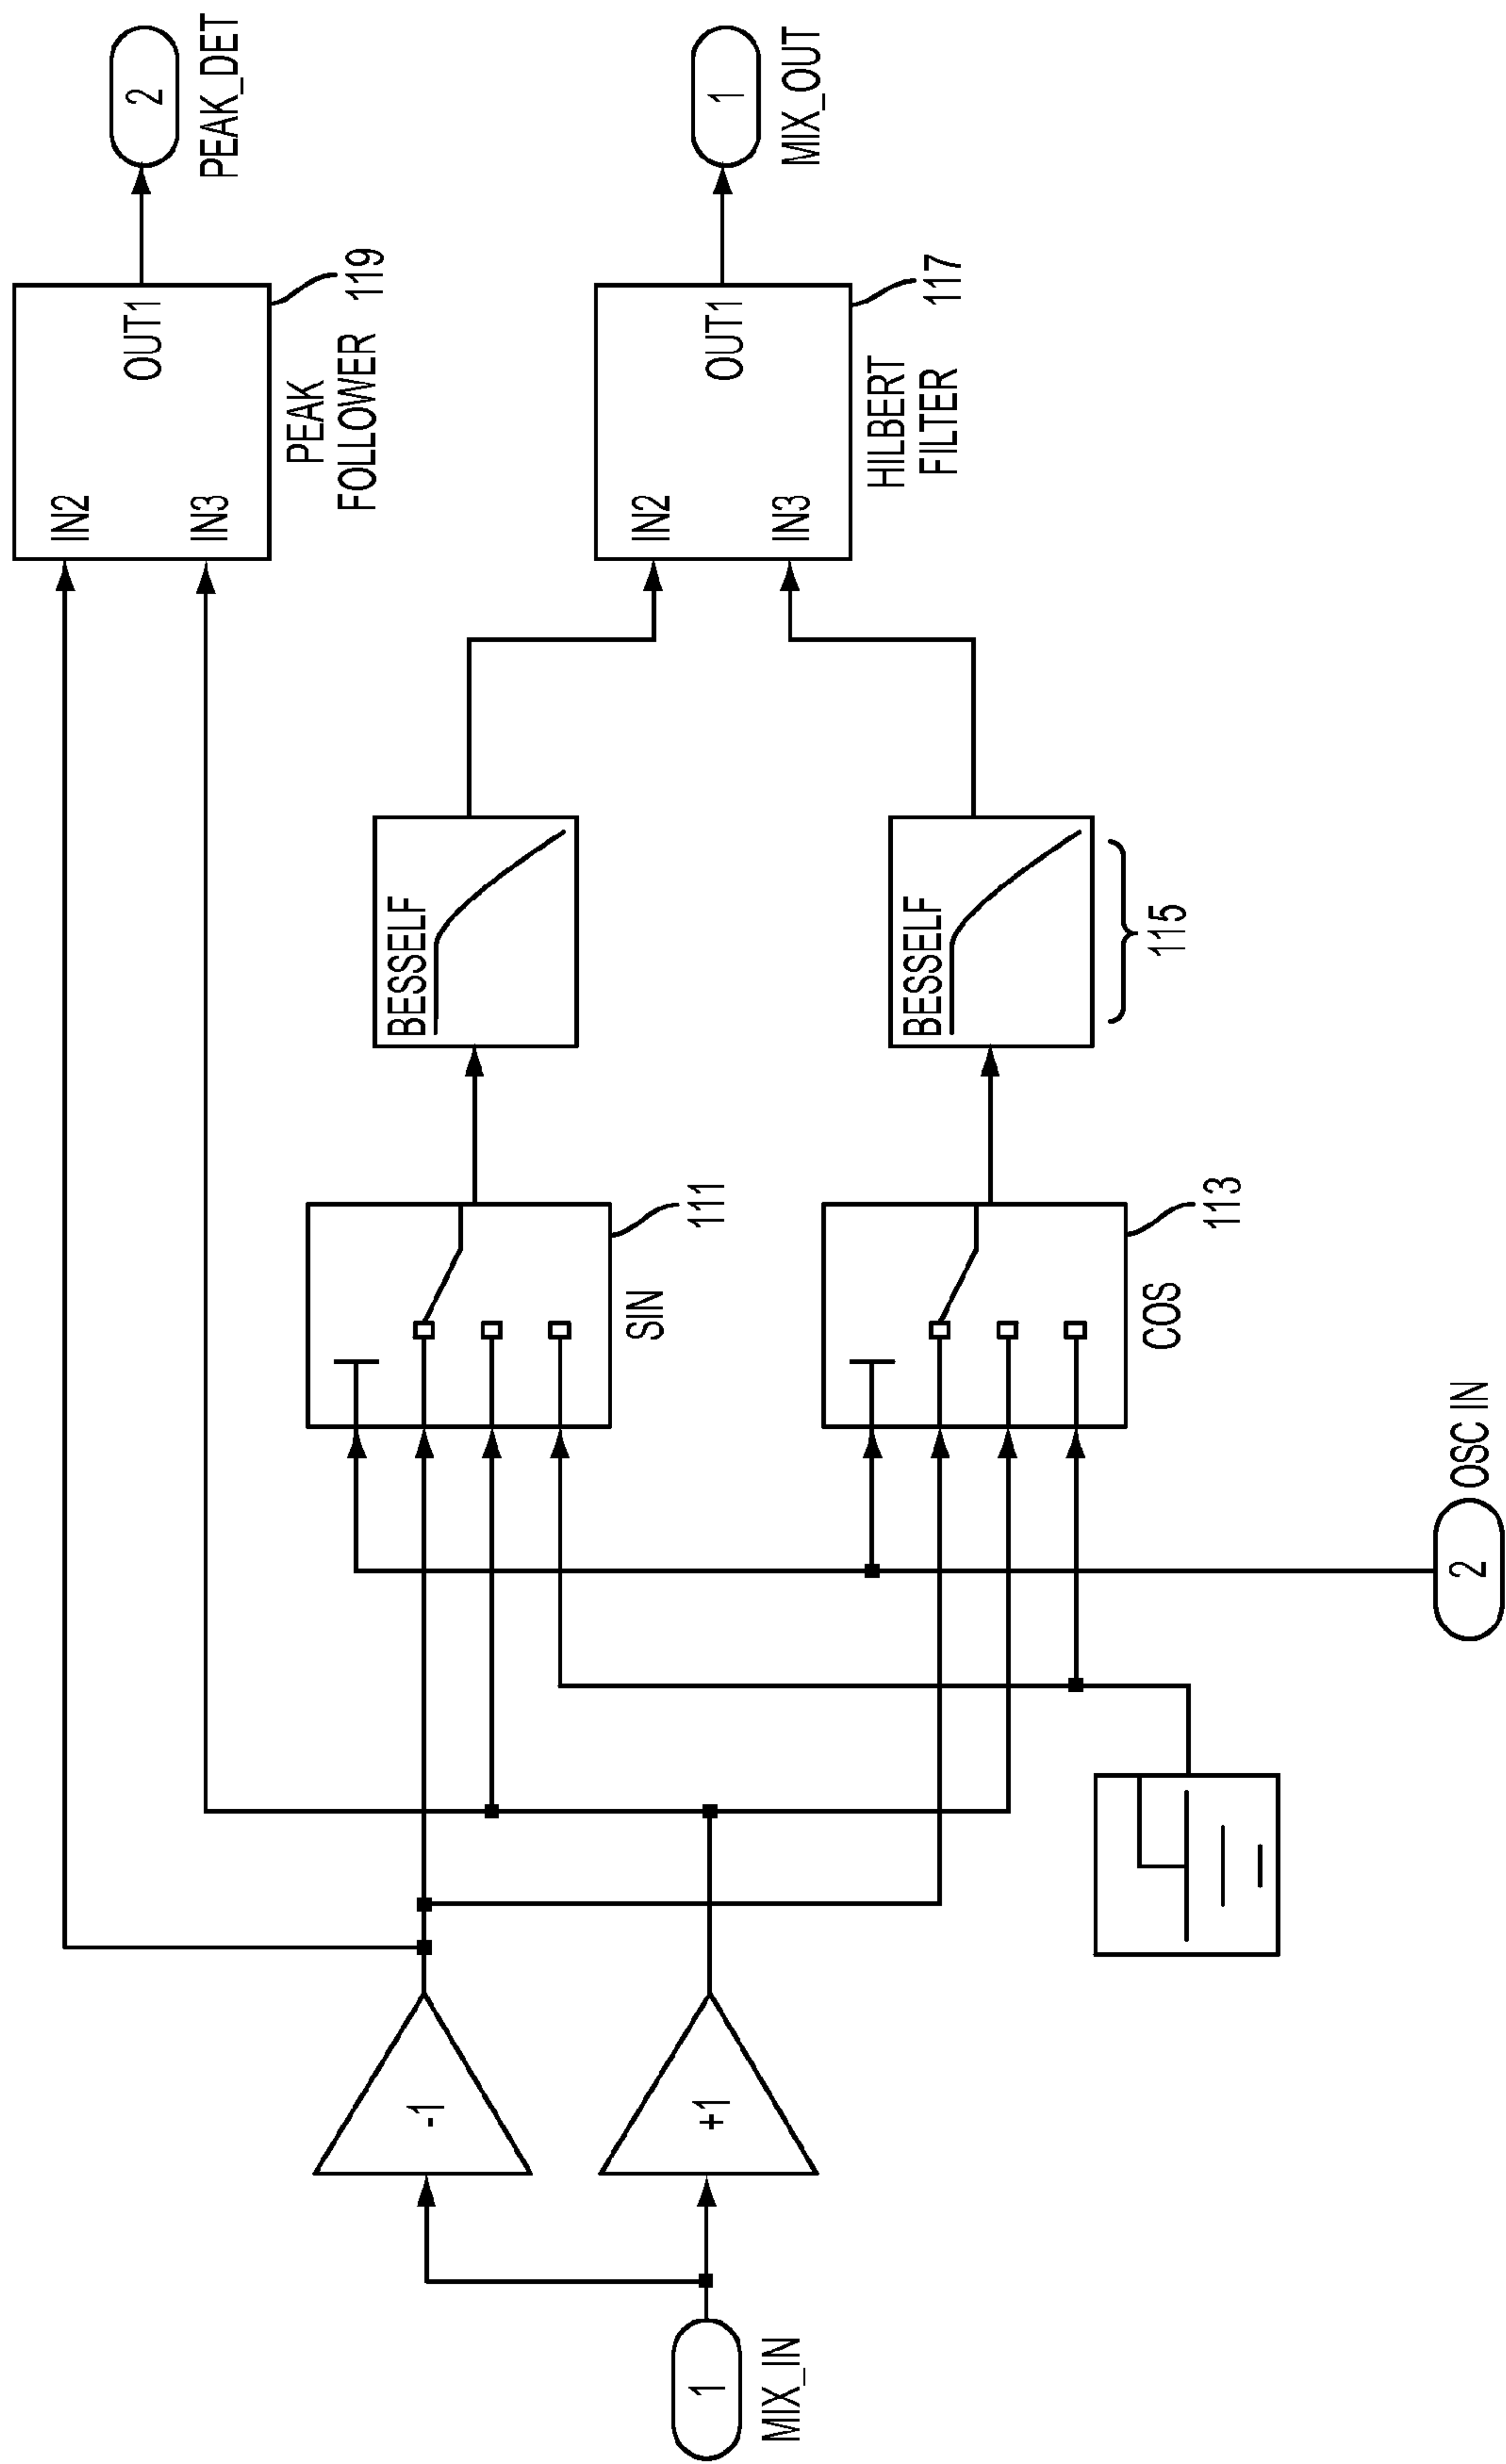 2
PEAK_DET
IN2
IN3
OUT1
PEAK
FOLLOWER
119
1
MIX_OUT
IN2
IN3
OUT1
HILBERT
FILTER
117
BESSELF
BESSELF
115
SIN
111
COS
113
2
OSC IN
-1
+1
1
MIX_IN